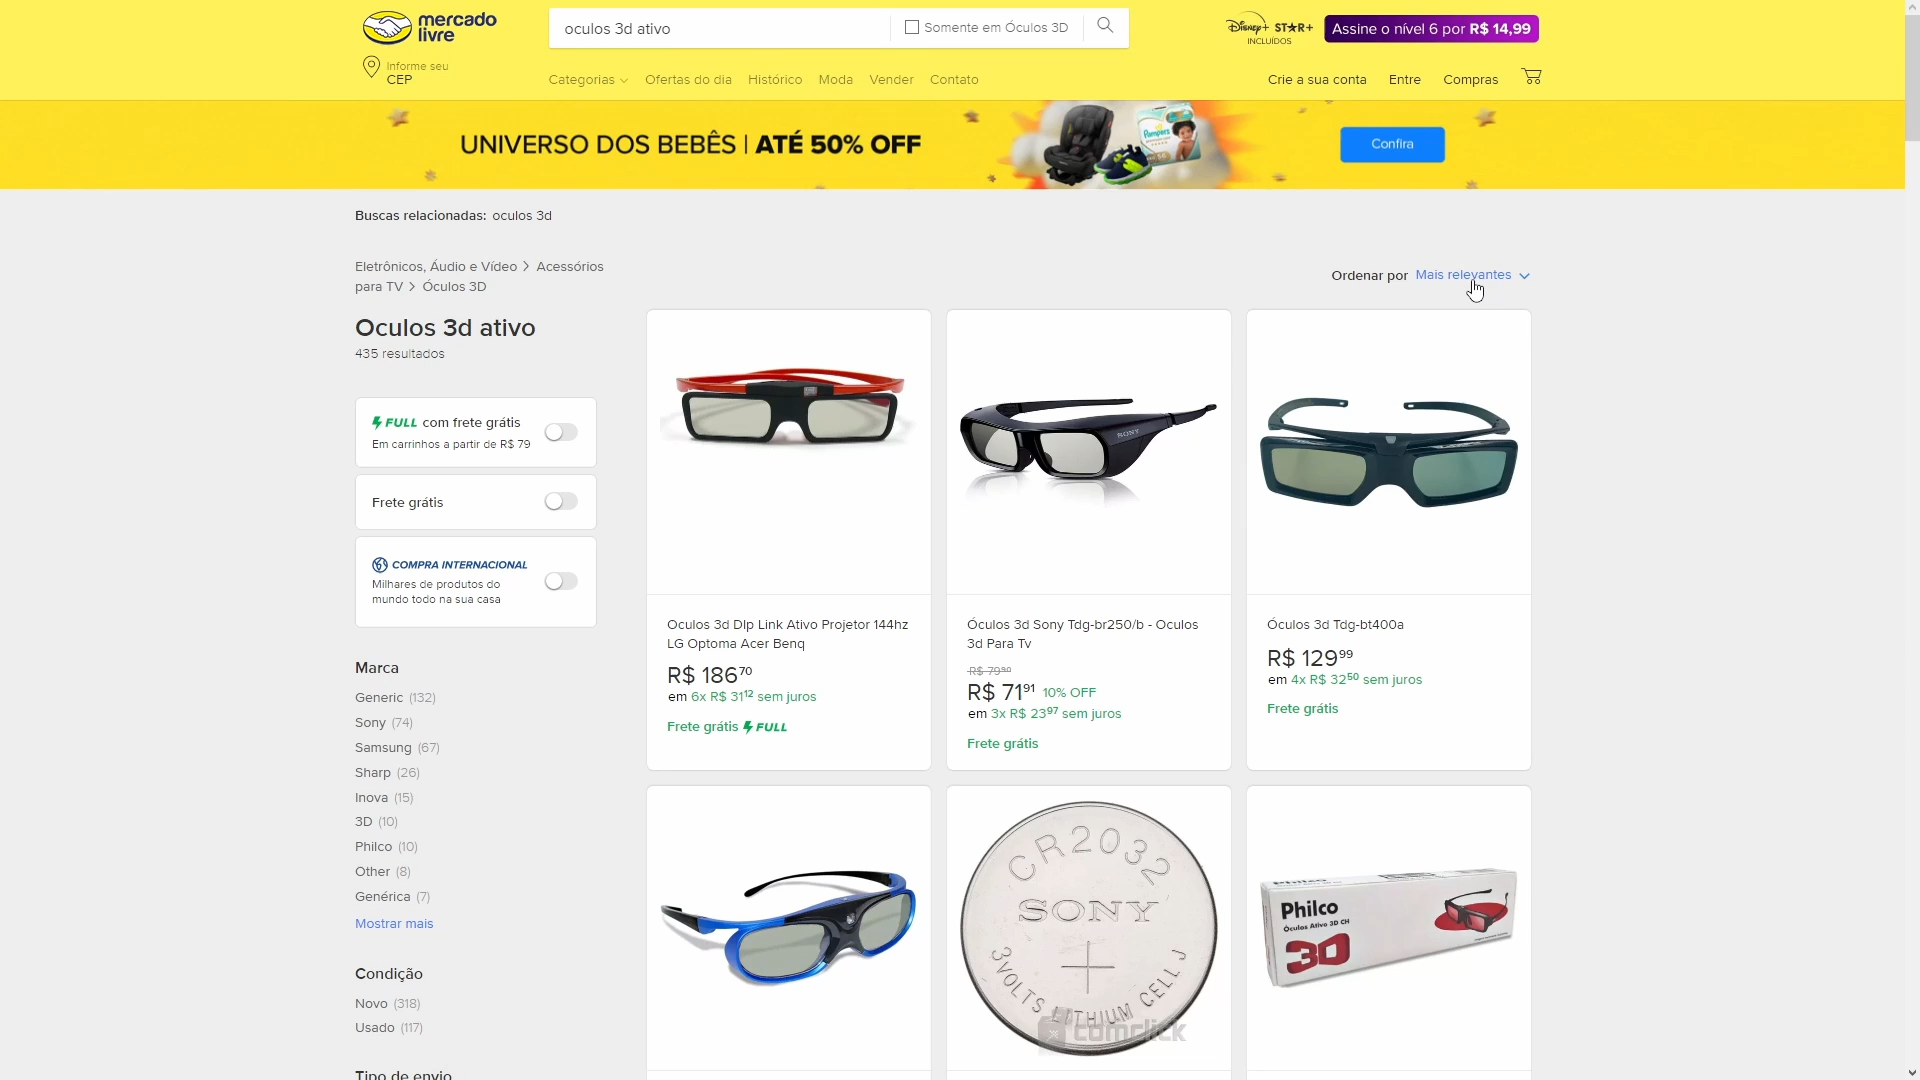 mercado
livre
oculos 3d ativo
Somente em Óculos 3D
Disney+ STAR+
INCLUÍDOS
Assine o nível 6 por R$ 14,99
Informe seu
CEP
Categorias
Ofertas do dia
Histórico
Moda
Vender
Contato
Crie a sua conta
Entre
Compras
UNIVERSO DOS BEBÊS | ATÉ 50% OFF
Pampers
Confira
Buscas relacionadas: oculos 3d
Eletrônicos, Áudio e Vídeo > Acessórios
para TV > Óculos 3D
Ordenar por Mais relevantes
Oculos 3d ativo
435 resultados
FULL com frete grátis
Em carrinhos a partir de R$ 79
Frete grátis
COMPRA INTERNACIONAL
Milhares de produtos do
mundo todo na sua casa
Marca
Generic (132)
Sony (74)
Samsung (67)
Sharp (26)
Inova (15)
3D (10)
Philco (10)
Other (8)
Genérica (7)
Mostrar mais
Condição
Novo (318)
Usado (117)
Tipo de envio
SONY
Oculos 3d Dlp Link Ativo Projetor 144hz
LG Optoma Acer Benq
R$ 186 70
em 6x R$ 31 12 sem juros
Frete grátis FULL
Óculos 3d Sony Tdg-br250/b - Oculos
3d Para Tv
R$ 79 90
R$ 71 91 10% OFF
em 3x R$ 23 97 sem juros
Frete grátis
Óculos 3d Tdg-bt400a
R$ 129 99
em 4x R$ 32 50 sem juros
Frete grátis
CR2032
SONY
3VOLTS LITHIUM CELL J
comclick
Philco
Philco
Óculos Ativo 3D CH
3D